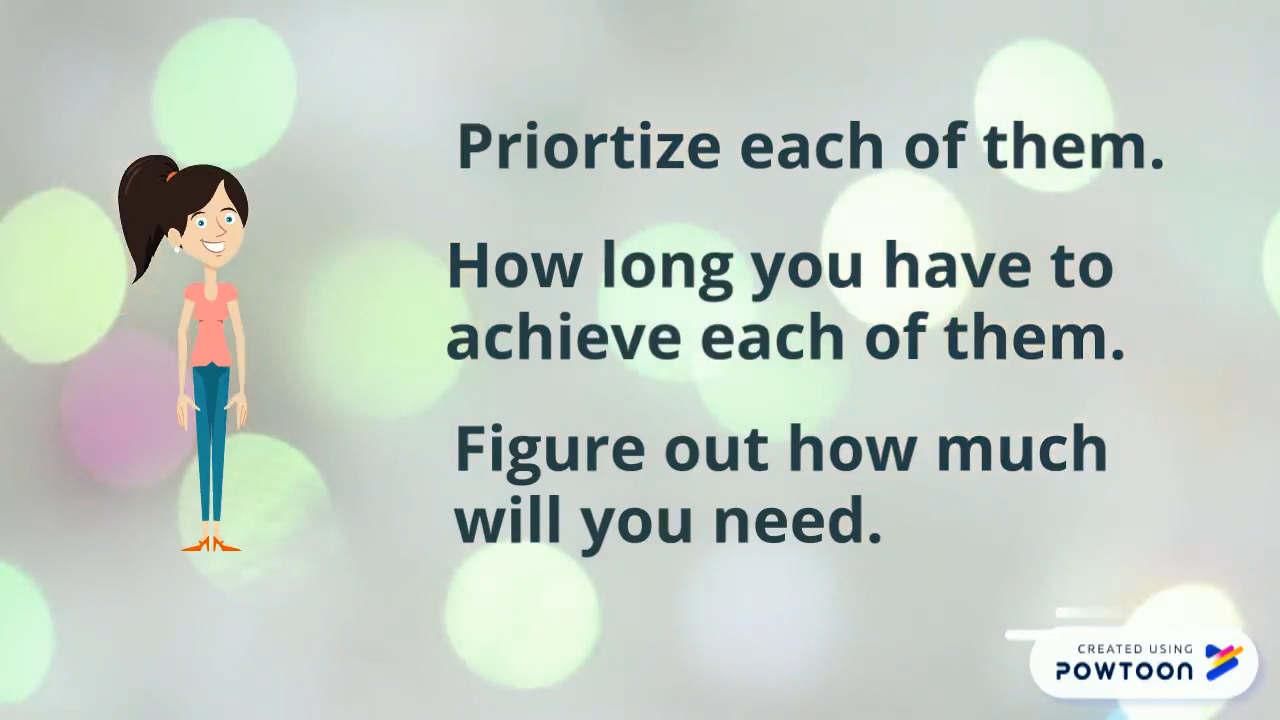 Priortize each of them.
How long you have to
achieve each of them.
Figure out how much
will you need.
CREATED USING
POWTOON